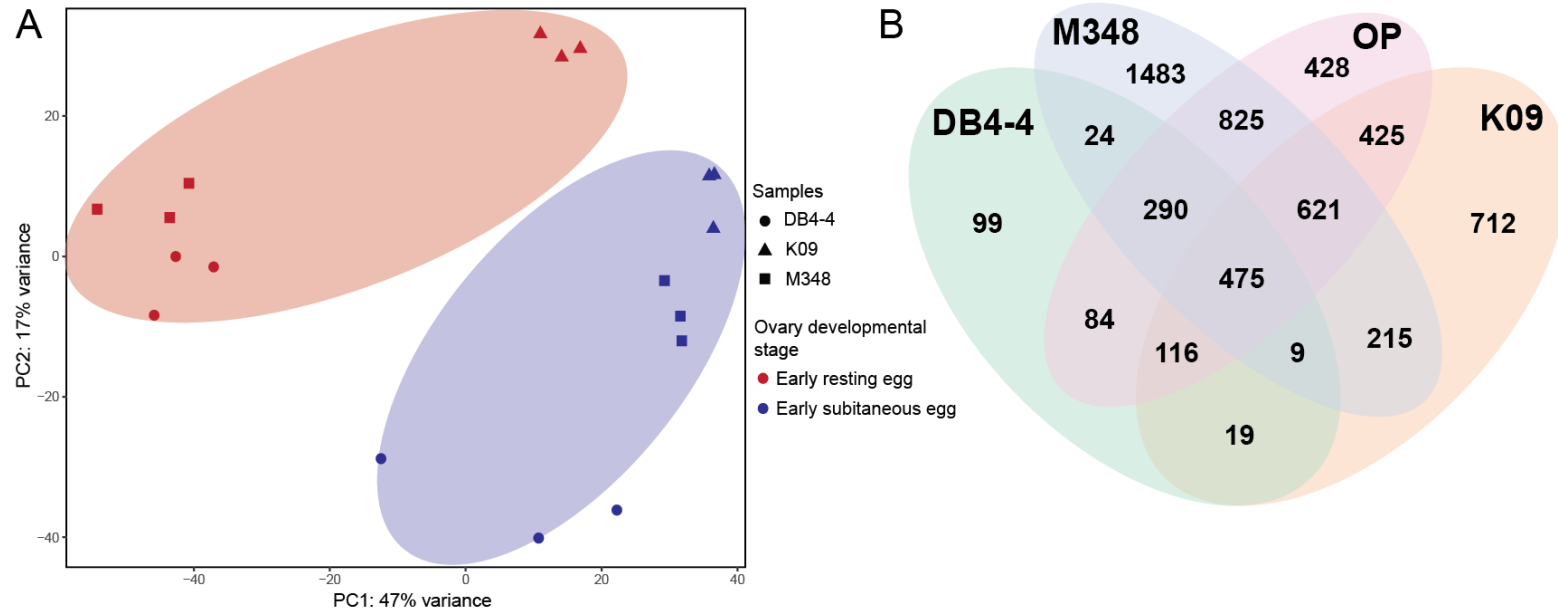 A
20
0
−20
−40
PC2: 17% variance
−40
−20
0
20
40
PC1: 47% variance
Samples
DB4-4
K09
M348
Ovary developmental
stage
Early resting egg
Early subitaneous egg
B
M348
OP
DB4-4
K09
1483
428
24
825
425
99
290
621
712
475
84
116
9
215
19